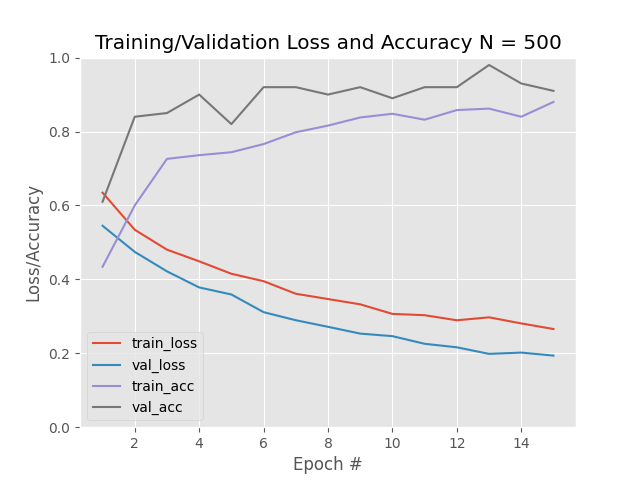 Training/Validation Loss and Accuracy N = 500
Loss/Accuracy
1.0
0.8
0.6
0.4
0.2
0.0
train_loss
val_loss
train_acc
val_acc
2 4 6 8 10 12 14
Epoch #